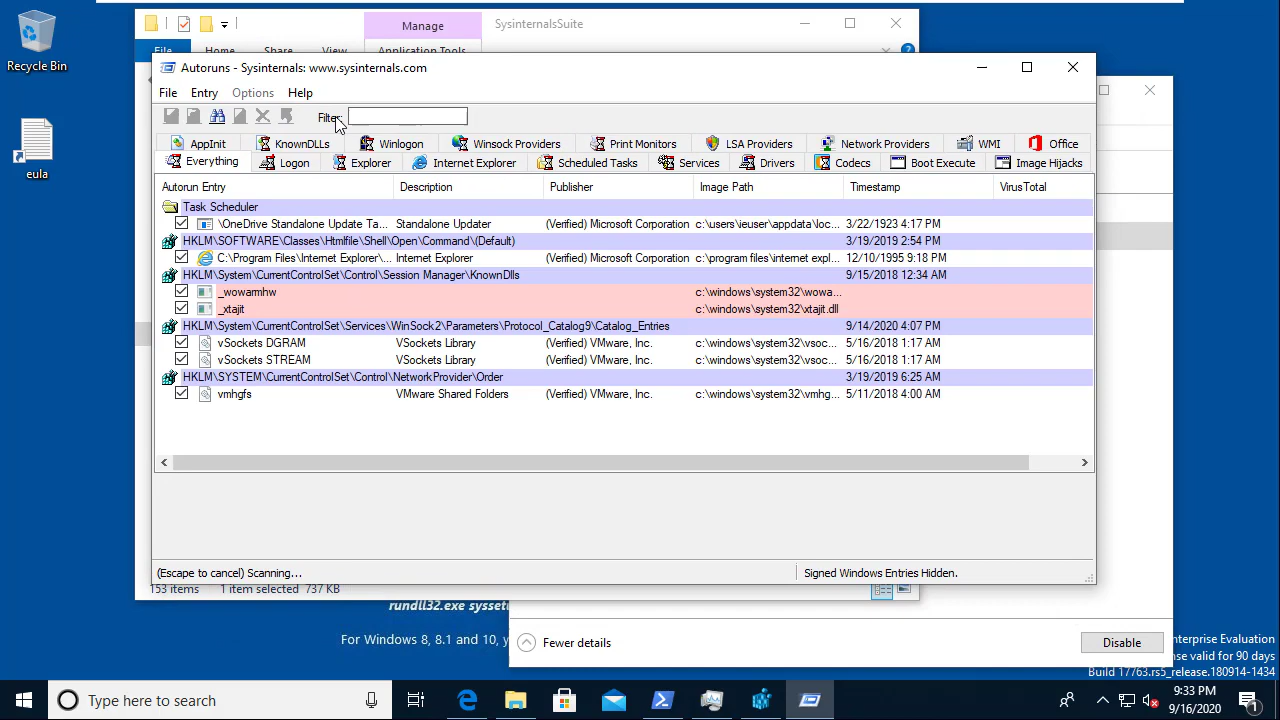 Recycle Bin
eula
Manage
SysinternalsSuite
File Home Share View Application Tools
Autoruns - Sysinternals: www.sysinternals.com
File Entry Options Help
Filter:
AppInit KnownDLLs Winlogon Winsock Providers Print Monitors LSA Providers Network Providers WMI Office
Everything Logon Explorer Internet Explorer Scheduled Tasks Services Drivers Codecs Boot Execute Image Hijacks
Autorun Entry Description Publisher Image Path Timestamp VirusTotal
Task Scheduler
\OneDrive Standalone Update Ta... Standalone Updater (Verified) Microsoft Corporation c:\users\ieuser\appdata\loc... 3/22/1923 4:17 PM
HKLM\SOFTWARE\Classes\Htmlfile\Shell\Open\Command\(Default) 3/19/2019 2:54 PM
C:\Program Files\Internet Explorer\... Internet Explorer (Verified) Microsoft Corporation c:\program files\internet expl... 12/10/1995 9:18 PM
HKLM\System\CurrentControlSet\Control\Session Manager\KnownDlls 9/15/2018 12:34 AM
_wowarmhw c:\windows\system32\wowa...
_xtajit c:\windows\system32\xtajit.dll
HKLM\System\CurrentControlSet\Services\WinSock2\Parameters\Protocol_Catalog9\Catalog_Entries 9/14/2020 4:07 PM
vSockets DGRAM VSockets Library (Verified) VMware, Inc. c:\windows\system32\vsoc... 5/16/2018 1:17 AM
vSockets STREAM VSockets Library (Verified) VMware, Inc. c:\windows\system32\vsoc... 5/16/2018 1:17 AM
HKLM\SYSTEM\CurrentControlSet\Control\NetworkProvider\Order 3/19/2019 6:25 AM
vmhgfs VMware Shared Folders (Verified) VMware, Inc. c:\windows\system32\vmhg... 5/11/2018 4:00 AM
(Escape to cancel) Scanning... Signed Windows Entries Hidden.
153 items 1 item selected 737 KB
rundll32.exe sysset
For Windows 8, 8.1 and 10, y
Fewer details Disable
nterprise Evaluation
nse valid for 90 days
Build 17763.rs5_release.180914-1434
Type here to search
9:33 PM
9/16/2020
1